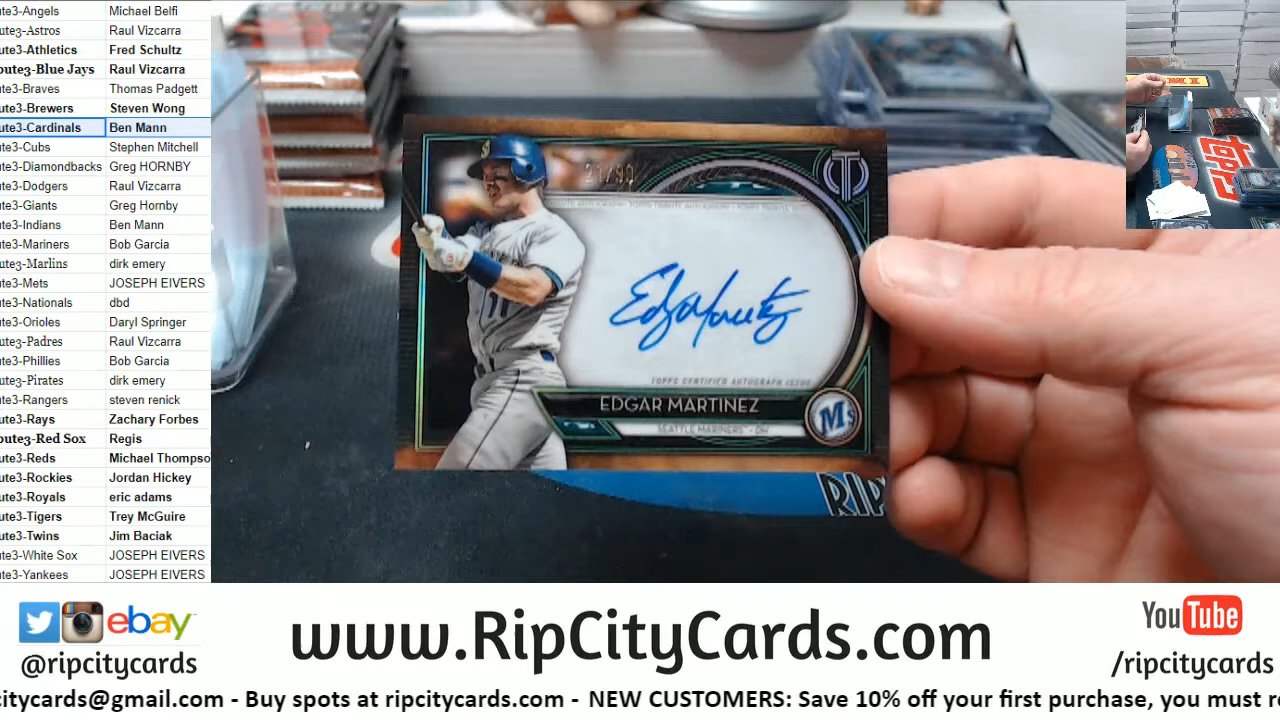 ute3-Angels Michael Belfi
ute3-Astros Raul Vizcarra
ute3-Athletics Fred Schultz
oute3-Blue Jays Raul Vizcarra
ute3-Braves Thomas Padgett
ute3-Brewers Steven Wong
ute3-Cardinals Ben Mann
ute3-Cubs Stephen Mitchell
ute3-Diamondbacks Greg HORNBY
ute3-Dodgers Raul Vizcarra
ute3-Giants Greg Hornby
ute3-Indians Ben Mann
ute3-Mariners Bob Garcia
ute3-Marlins dirk emery
ute3-Mets JOSEPH EIVERS
ute3-Nationals dbd
ute3-Orioles Daryl Springer
ute3-Padres Raul Vizcarra
ute3-Phillies Bob Garcia
ute3-Pirates dirk emery
ute3-Rangers steven renick
ute3-Rays Zachary Forbes
oute3-Red Sox Regis
ute3-Reds Michael Thompso
ute3-Rockies Jordan Hickey
ute3-Royals eric adams
ute3-Tigers Trey McGuire
ute3-Twins Jim Baciak
ute3-White Sox JOSEPH EIVERS
ute3-Yankees JOSEPH EIVERS
Edga Martinez
TOPPS CERTIFIED AUTOGRAPH ISSUE
EDGAR MARTINEZ
SEATTLE MARINERS - DH
Ms
11
RIP
topps
ebay
@ripcitycards
www.RipCityCards.com
YouTube
/ripcitycards
citycards@gmail.com - Buy spots at ripcitycards.com - NEW CUSTOMERS: Save 10% off your first purchase, you must re